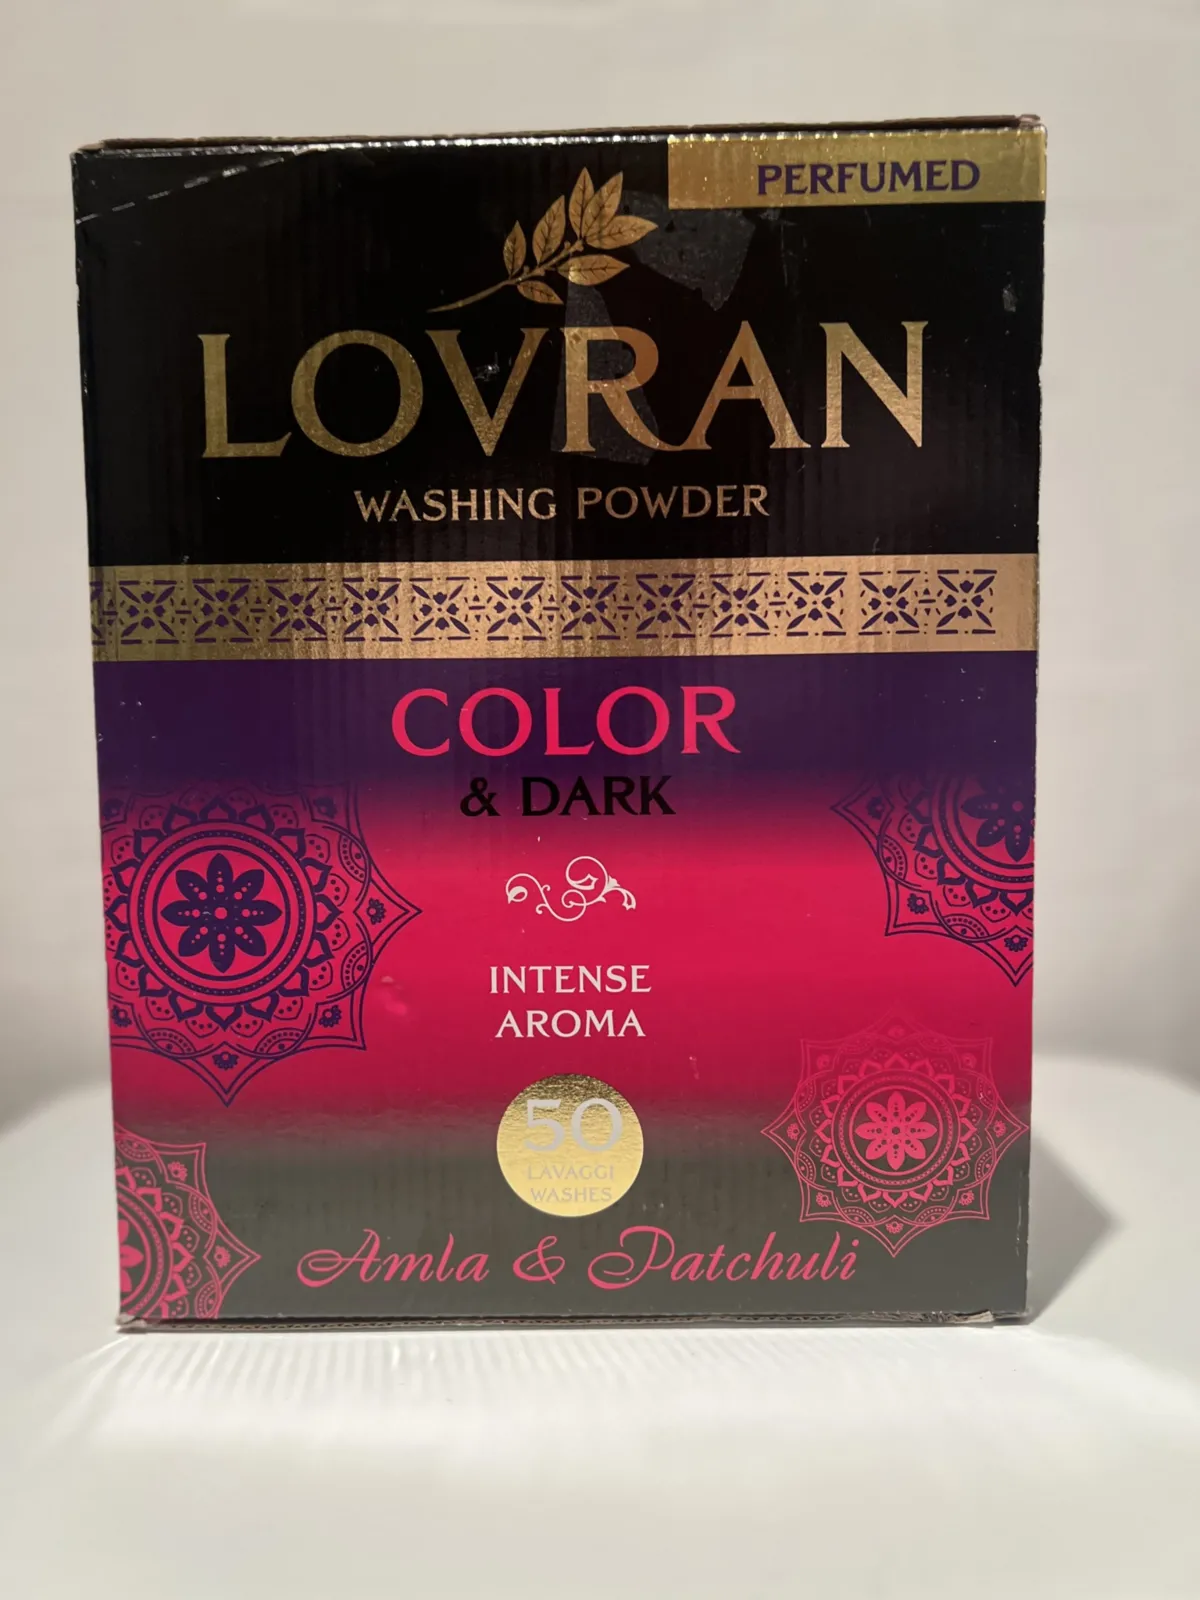 PERFUMED
LOVRAN
WASHING POWDER
COLOR
& DARK
INTENSE
AROMA
50
LAVAGGI
WASHES
Amla & Patchuli